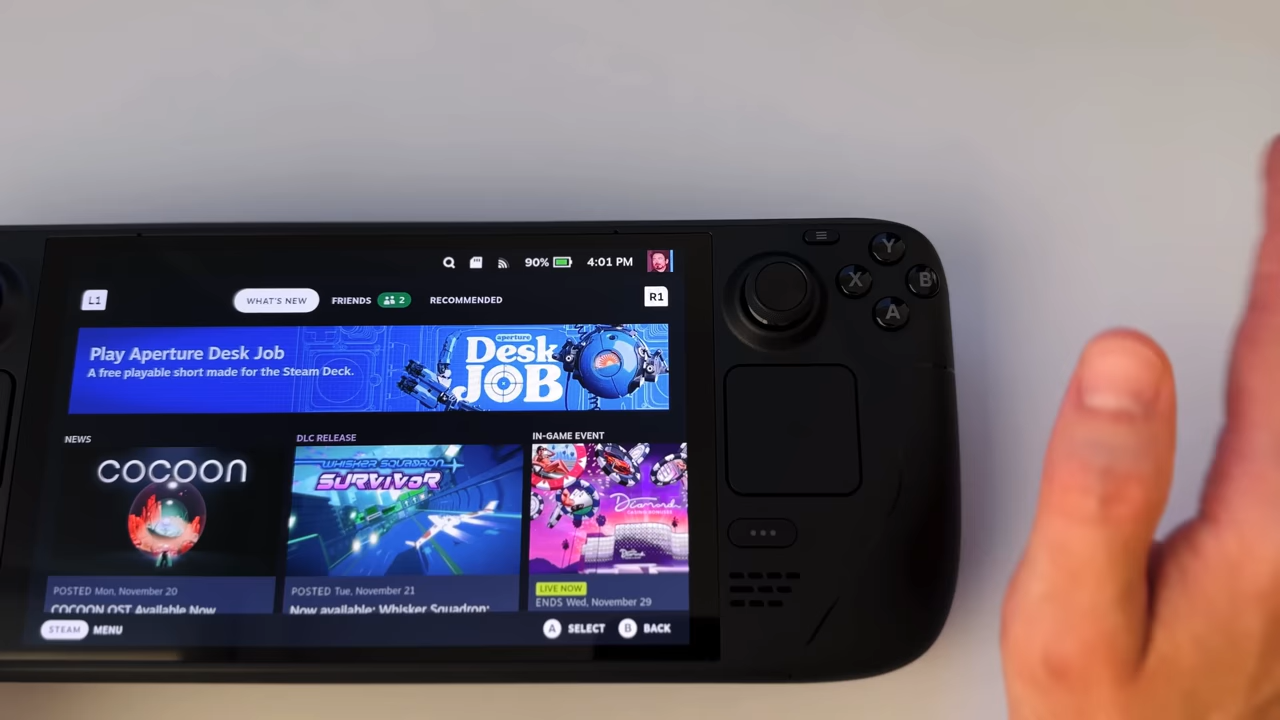 90% 4:01 PM
L1 WHAT'S NEW FRIENDS 2 RECOMMENDED R1
Play Aperture Desk Job
A free playable short made for the Steam Deck.
aperture
Desk
JOB
NEWS
DLC RELEASE
IN-GAME EVENT
COCOON
WHISKER SQUADRON
SURVIVOR
Diamond
POSTED Mon, November 20
COCOON OST Available Now
POSTED Tue, November 21
Now available: Whisker Squadron:
LIVE NOW
ENDS Wed, November 29
STEAM MENU
A SELECT B BACK
Y
X
B
A